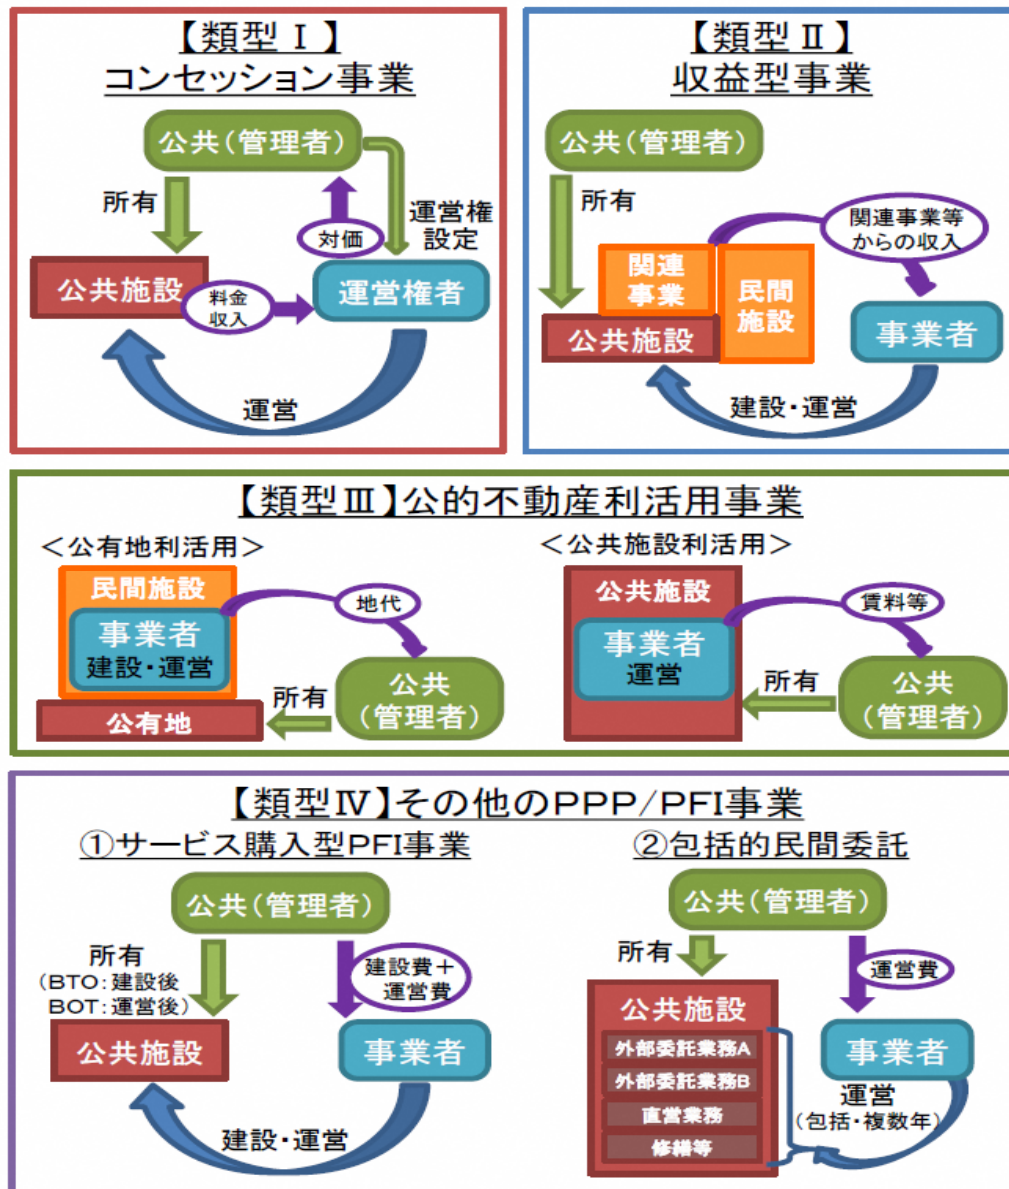 【類型Ⅰ】
コンセッション事業
公共(管理者)
所有
対価
運営権
設定
公共施設
料金
収入
運営権者
運営
【類型Ⅱ】
収益型事業
公共(管理者)
所有
関連事業等
からの収入
関連
事業
民間
施設
公共施設
事業者
建設・運営
【類型Ⅲ】公的不動産利活用事業
＜公有地利活用＞
民間施設
事業者
建設・運営
地代
所有
公共
(管理者)
公有地
＜公共施設利活用＞
公共施設
事業者
運営
賃料等
所有
公共
(管理者)
【類型Ⅳ】その他のPPP/PFI事業
①サービス購入型PFI事業
公共(管理者)
所有
(BTO:建設後
BOT:運営後)
建設費＋
運営費
公共施設
事業者
建設・運営
②包括的民間委託
公共(管理者)
所有
運営費
公共施設
外部委託業務A
外部委託業務B
直営業務
修繕等
事業者
運営
(包括・複数年)